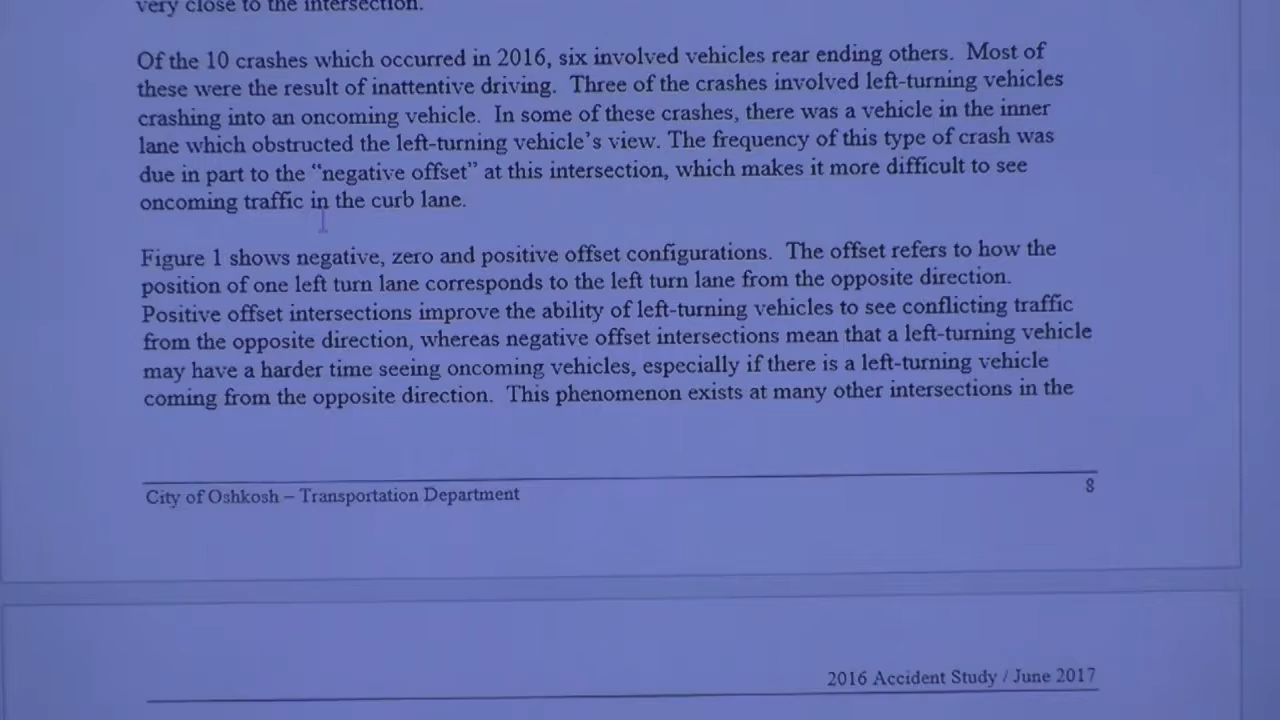 very close to the intersection.
Of the 10 crashes which occurred in 2016, six involved vehicles rear ending others. Most of
these were the result of inattentive driving. Three of the crashes involved left-turning vehicles
crashing into an oncoming vehicle. In some of these crashes, there was a vehicle in the inner
lane which obstructed the left-turning vehicle's view. The frequency of this type of crash was
due in part to the “negative offset” at this intersection, which makes it more difficult to see
oncoming traffic in the curb lane.
Figure 1 shows negative, zero and positive offset configurations. The offset refers to how the
position of one left turn lane corresponds to the left turn lane from the opposite direction.
Positive offset intersections improve the ability of left-turning vehicles to see conflicting traffic
from the opposite direction, whereas negative offset intersections mean that a left-turning vehicle
may have a harder time seeing oncoming vehicles, especially if there is a left-turning vehicle
coming from the opposite direction. This phenomenon exists at many other intersections in the
City of Oshkosh – Transportation Department 8
2016 Accident Study / June 2017